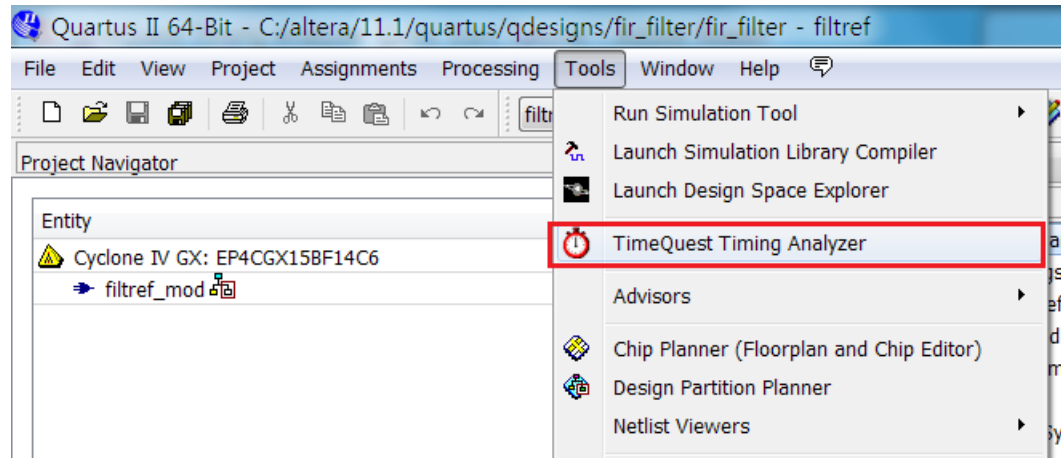 Quartus II 64-Bit - C:/altera/11.1/quartus/qdesigns/fir_filter/fir_filter - filtref
File Edit View Project Assignments Processing Tools Window Help
Project Navigator
Entity
Cyclone IV GX: EP4CGX15BF14C6
filtref_mod
Run Simulation Tool
Launch Simulation Library Compiler
Launch Design Space Explorer
TimeQuest Timing Analyzer
Advisors
Chip Planner (Floorplan and Chip Editor)
Design Partition Planner
Netlist Viewers